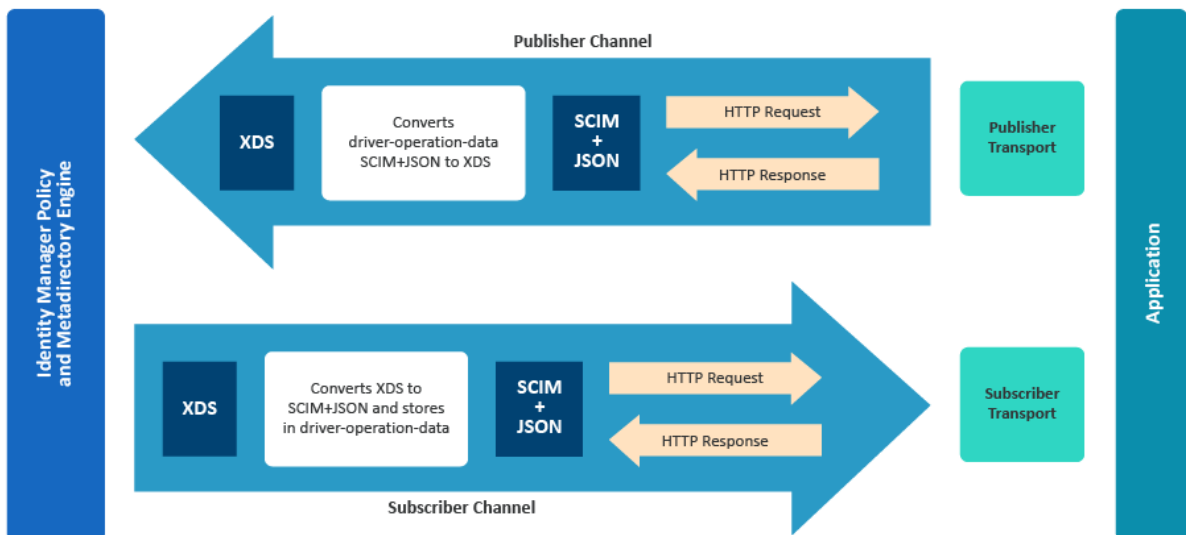 Identity Manager Policy
and Metadirectory Engine
Publisher Channel
XDS
Converts
driver-operation-data
SCIM+JSON to XDS
SCIM
+
JSON
HTTP Request
HTTP Response
Publisher
Transport
Application
XDS
Converts XDS to
SCIM+JSON and stores
in driver-operation-data
SCIM
+
JSON
HTTP Request
HTTP Response
Subscriber
Transport
Subscriber Channel